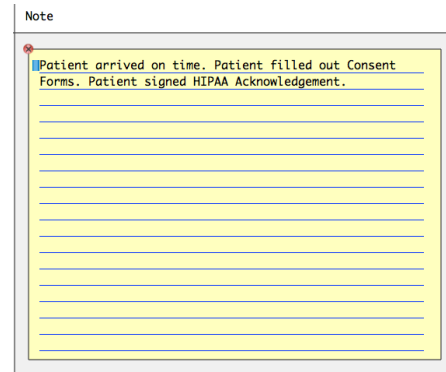 Note
Patient arrived on time. Patient filled out Consent
Forms. Patient signed HIPAA Acknowledgement.